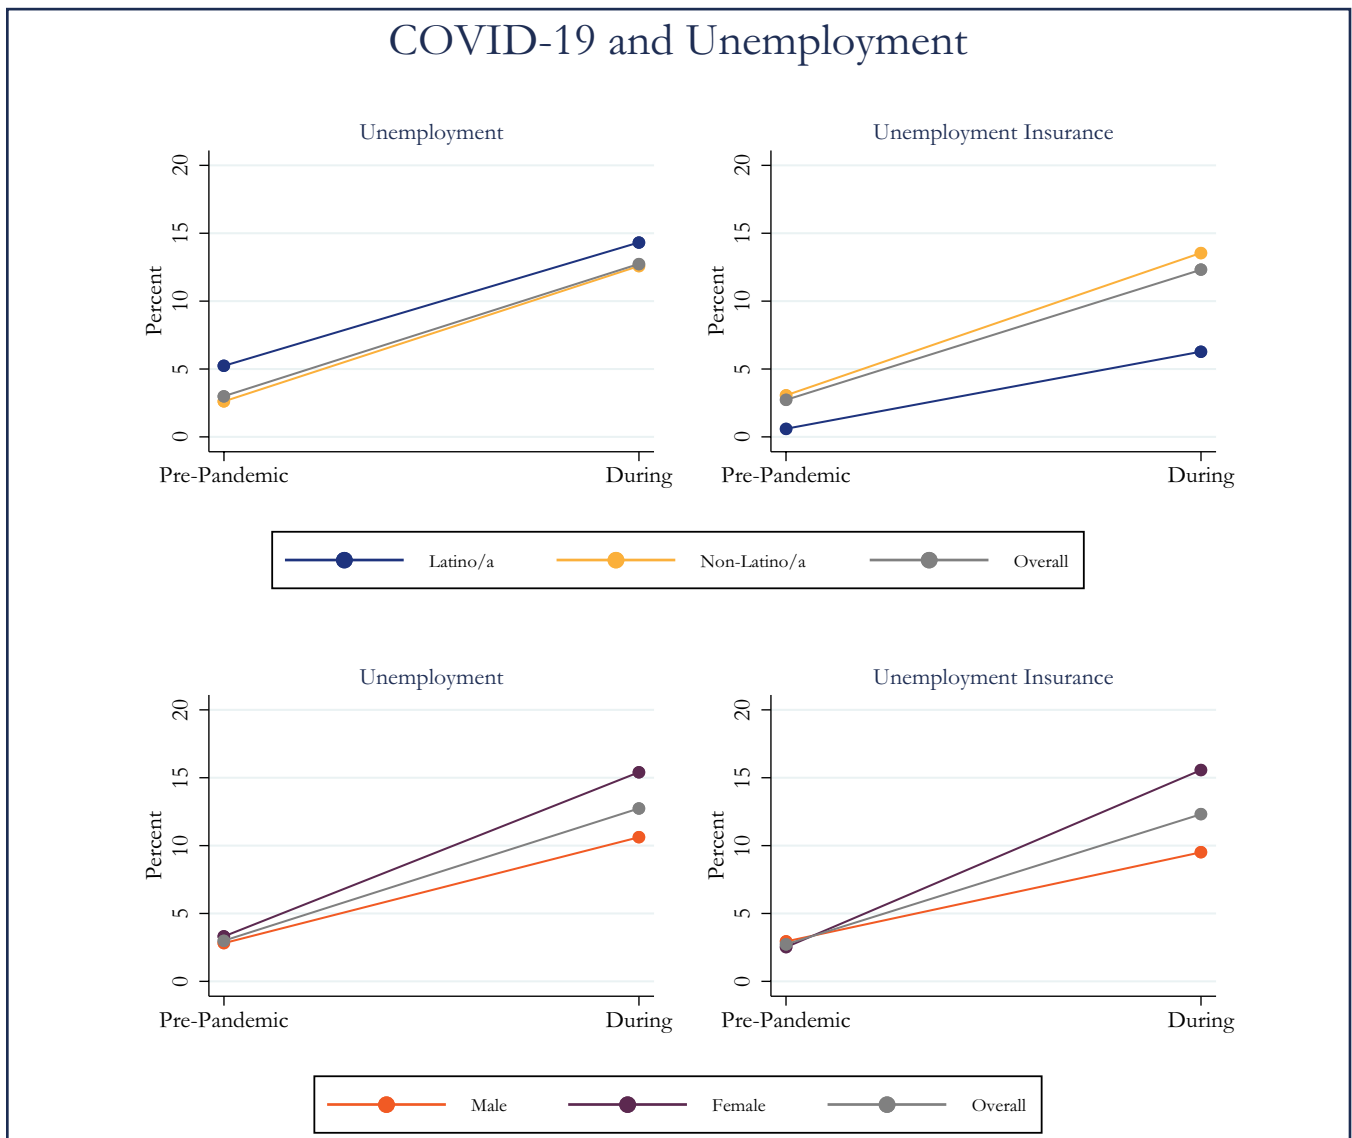 COVID-19 and Unemployment
Unemployment
Percent
20
15
10
5
0
Pre-Pandemic During
Unemployment Insurance
Percent
20
15
10
5
0
Pre-Pandemic During
Latino/a Non-Latino/a Overall
Unemployment
Percent
20
15
10
5
0
Pre-Pandemic During
Unemployment Insurance
Percent
20
15
10
5
0
Pre-Pandemic During
Male Female Overall